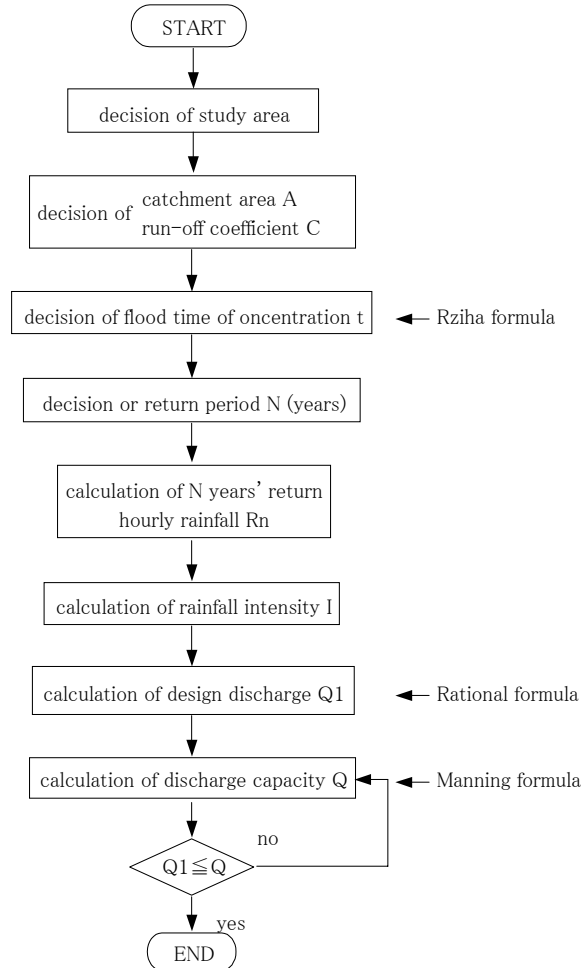 START
decision of study area
decision of
catchment area A
run-off coefficient C
decision of flood time of oncentration t
Rziha formula
decision or return period N (years)
calculation of N years' return
hourly rainfall Rn
calculation of rainfall intensity I
calculation of design discharge Q1
Rational formula
calculation of discharge capacity Q
Manning formula
no
Q1≦Q
yes
END